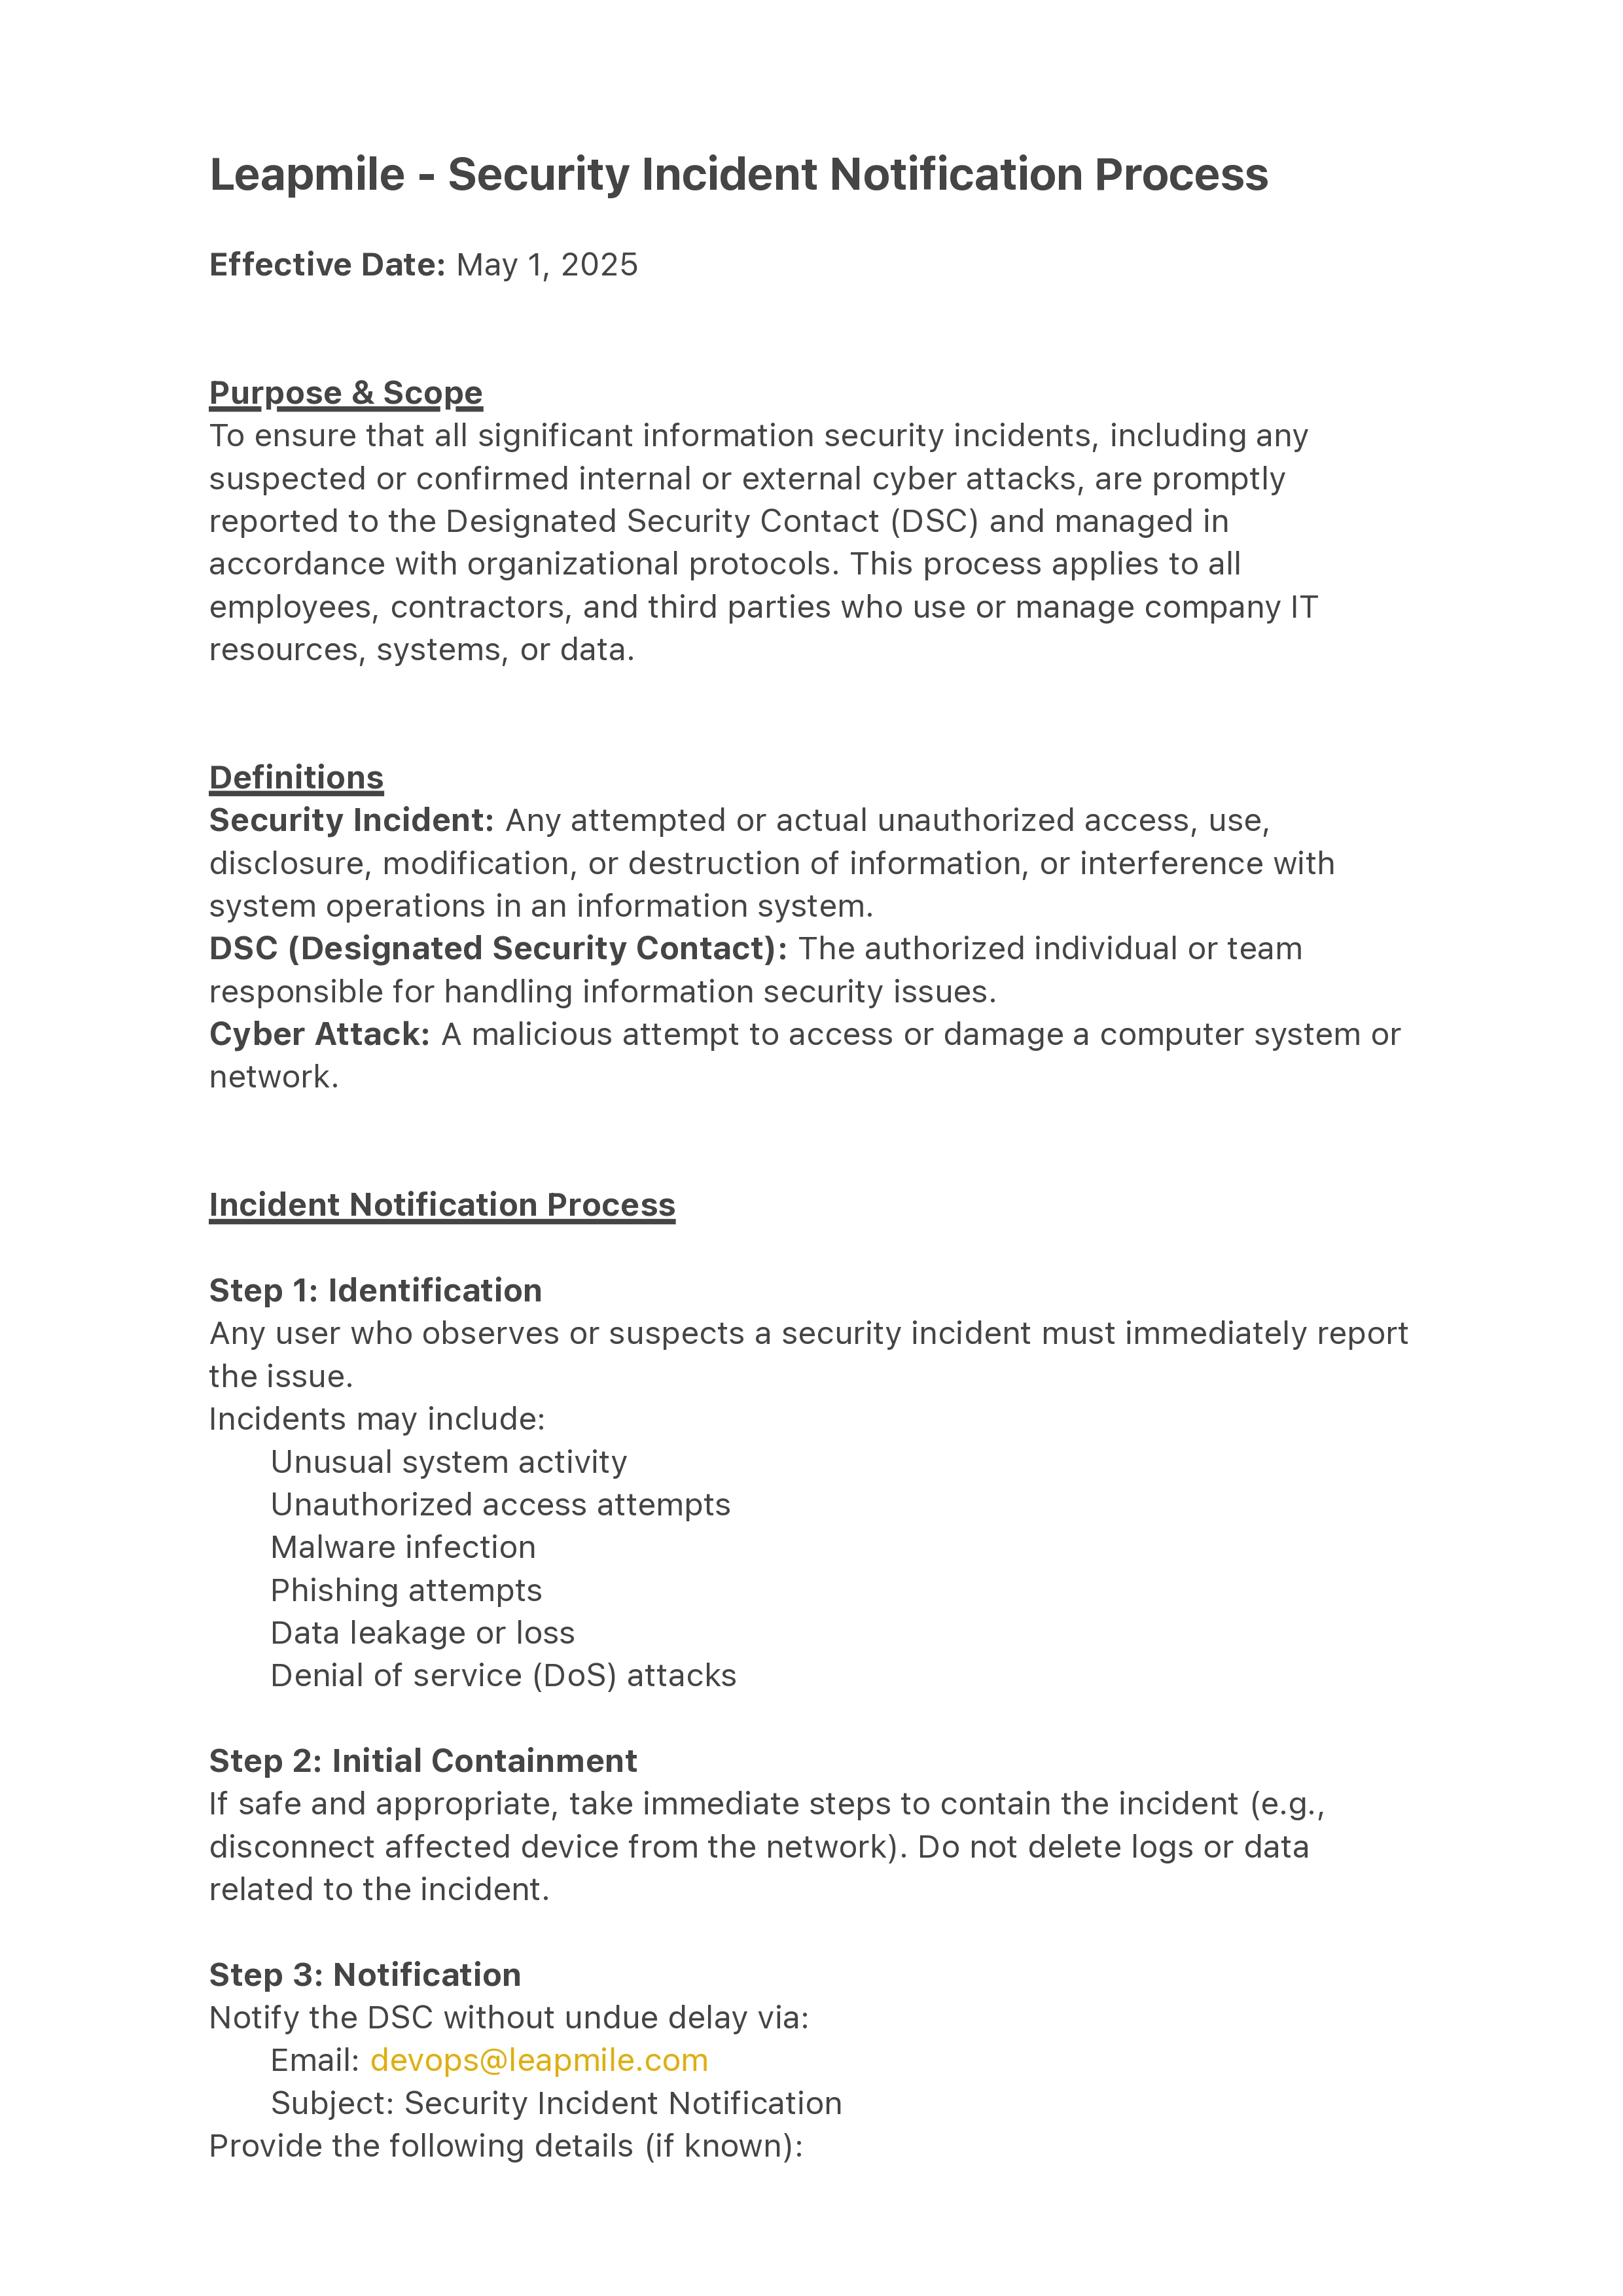 Leapmile - Security Incident Notification Process
Effective Date: May 1, 2025
Purpose & Scope
To ensure that all significant information security incidents, including any
suspected or confirmed internal or external cyber attacks, are promptly
reported to the Designated Security Contact (DSC) and managed in
accordance with organizational protocols. This process applies to all
employees, contractors, and third parties who use or manage company IT
resources, systems, or data.
Definitions
Security Incident: Any attempted or actual unauthorized access, use,
disclosure, modification, or destruction of information, or interference with
system operations in an information system.
DSC (Designated Security Contact): The authorized individual or team
responsible for handling information security issues.
Cyber Attack: A malicious attempt to access or damage a computer system or
network.
Incident Notification Process
Step 1: Identification
Any user who observes or suspects a security incident must immediately report
the issue.
Incidents may include:
Unusual system activity
Unauthorized access attempts
Malware infection
Phishing attempts
Data leakage or loss
Denial of service (DoS) attacks
Step 2: Initial Containment
If safe and appropriate, take immediate steps to contain the incident (e.g.,
disconnect affected device from the network). Do not delete logs or data
related to the incident.
Step 3: Notification
Notify the DSC without undue delay via:
Email: devops@leapmile.com
Subject: Security Incident Notification
Provide the following details (if known):